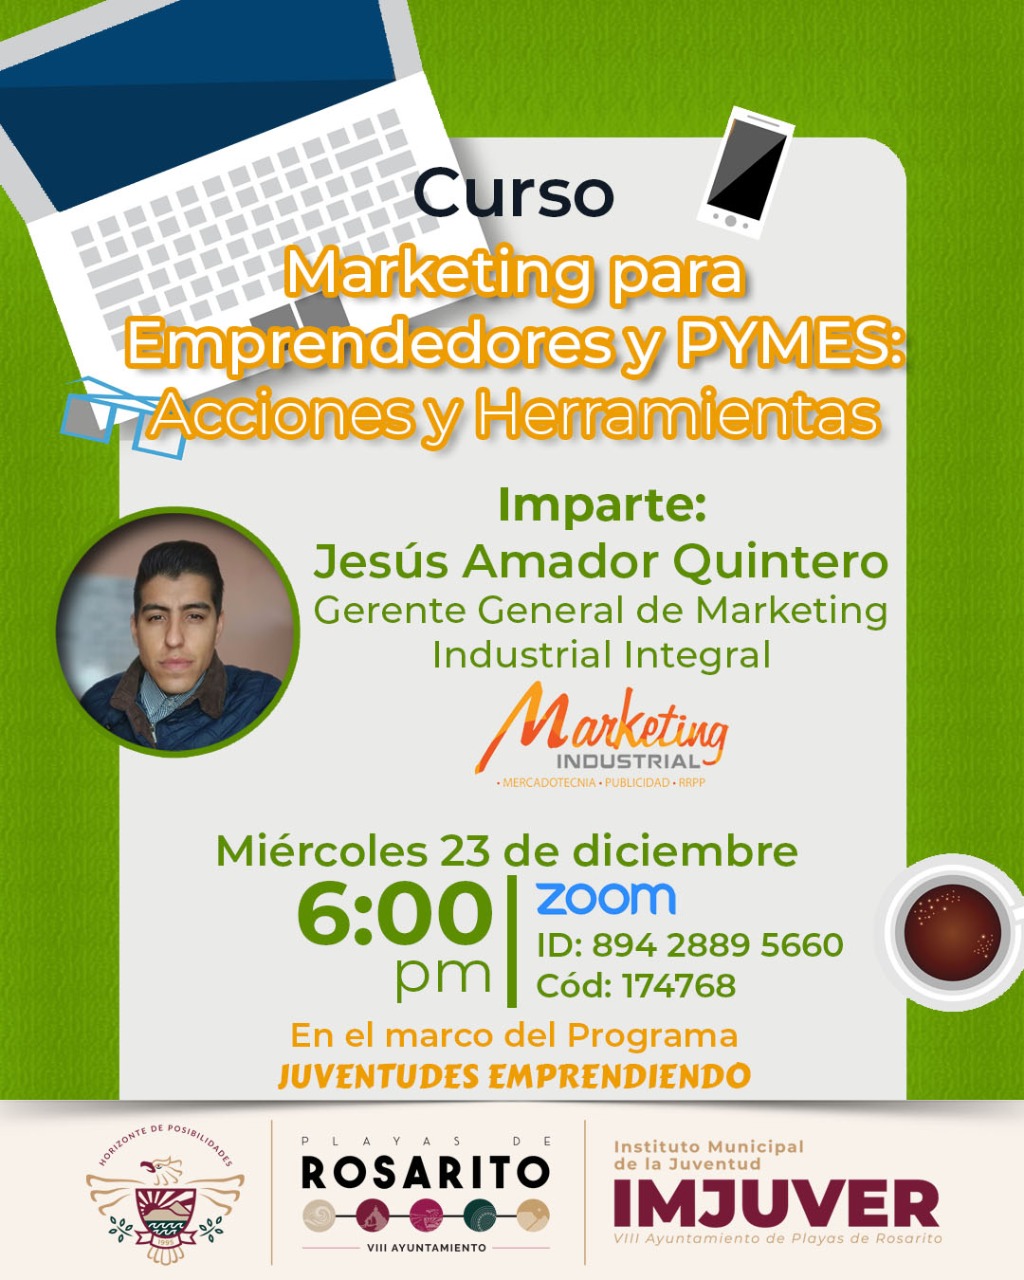 Curso
Marketing para
Emprendedores y PYMES:
Acciones y Herramientas
Imparte:
Jesús Amador Quintero
Gerente General de Marketing
Industrial Integral
Marketing
INDUSTRIAL
• MERCADOTECNIA • PUBLICIDAD • RRPP
Miércoles 23 de diciembre
6:00
pm
zoom
ID: 894 2889 5660
Cód: 174768
En el marco del Programa
JUVENTUDES EMPRENDIENDO
HORIZONTE DE POSIBILIDADES
1995
PLAYAS DE
ROSARITO
VIII AYUNTAMIENTO
Instituto Municipal
de la Juventud
IMJUVER
VIII Ayuntamiento de Playas de Rosarito